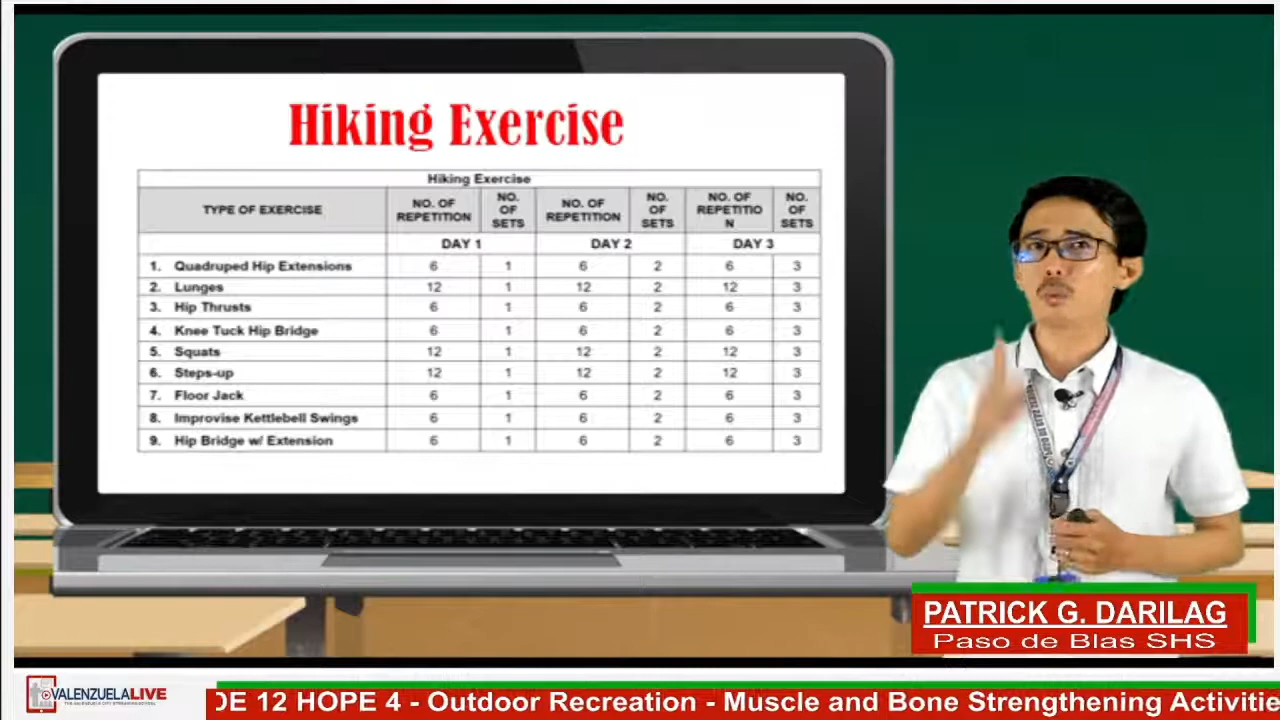 Hiking Exercise
Hiking Exercise
TYPE OF EXERCISE NO. OF REPETITION NO. OF SETS NO. OF REPETITION NO. OF SETS NO. OF REPETITIO N NO. OF SETS
DAY 1 DAY 2 DAY 3
1. Quadruped Hip Extensions 6 1 6 2 6 3
2. Lunges 12 1 12 2 12 3
3. Hip Thrusts 6 1 6 2 6 3
4. Knee Tuck Hip Bridge 6 1 6 2 6 3
5. Squats 12 1 12 2 12 3
6. Steps-up 12 1 12 2 12 3
7. Floor Jack 6 1 6 2 6 3
8. Improvise Kettlebell Swings 6 1 6 2 6 3
9. Hip Bridge w/ Extension 6 1 6 2 6 3
PATRICK G. DARILAG
Paso de Blas SHS
VALENZUELALIVE
THE VALENZUELA CITY STREAMING SCHOOL
DE 12 HOPE 4 - Outdoor Recreation - Muscle and Bone Strengthening Activitie